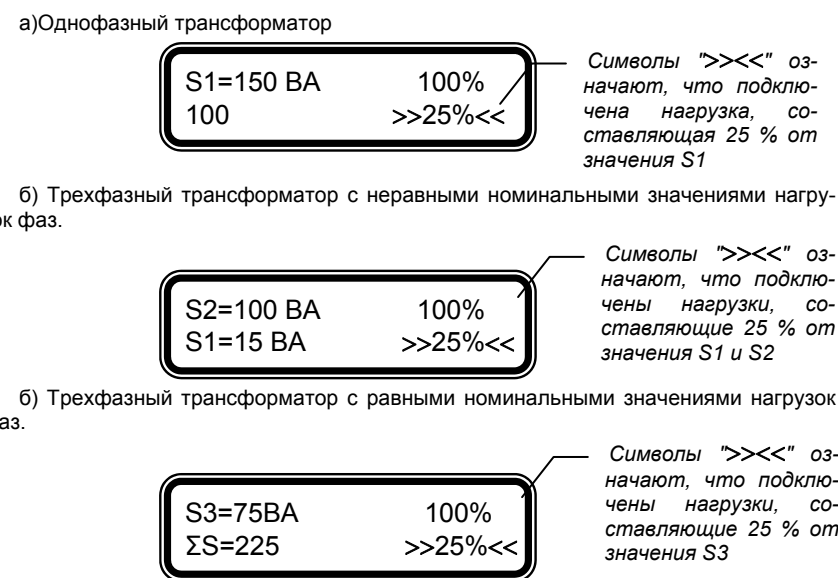 а)Однофазный трансформатор
S1=150 ВА 100%
100 >>25%<<
Символы ">><<" оз-
начают, что подклю-
чена нагрузка, со-
ставляющая 25 % от
значения S1
б) Трехфазный трансформатор с неравными номинальными значениями нагру-
ок фаз.
S2=100 ВА 100%
S1=15 ВА >>25%<<
Символы ">><<" оз-
начают, что подклю-
чены нагрузки, со-
ставляющие 25 % от
значения S1 и S2
б) Трехфазный трансформатор с равными номинальными значениями нагрузок
аз.
S3=75ВА 100%
ΣS=225 >>25%<<
Символы ">><<" оз-
начают, что подклю-
чены нагрузки, со-
ставляющие 25 % от
значения S3